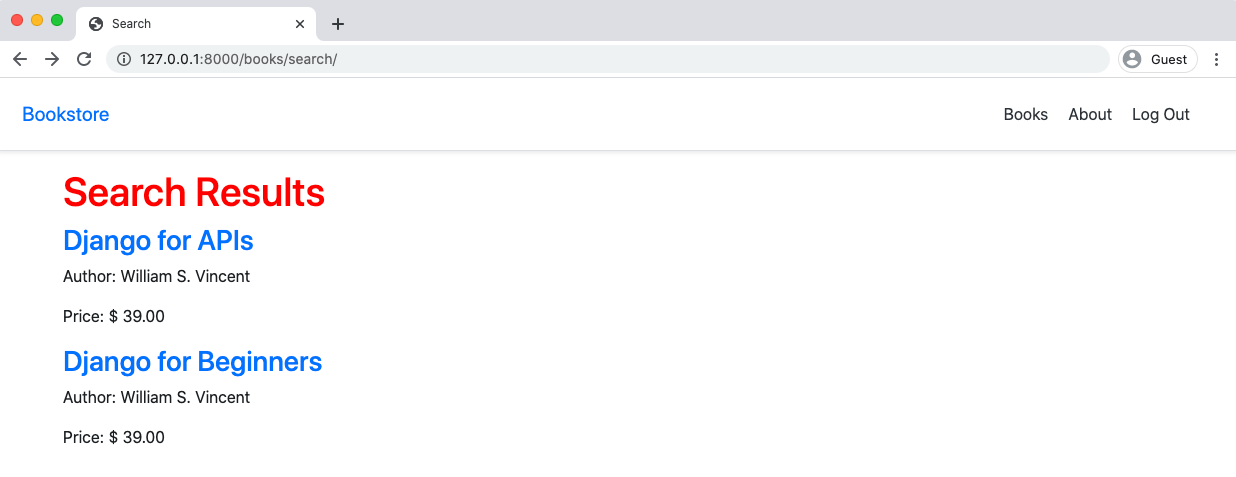 Search
127.0.0.1:8000/books/search/
Guest
Bookstore
Books
About
Log Out
Search Results
Django for APIs
Author: William S. Vincent
Price: $ 39.00
Django for Beginners
Author: William S. Vincent
Price: $ 39.00